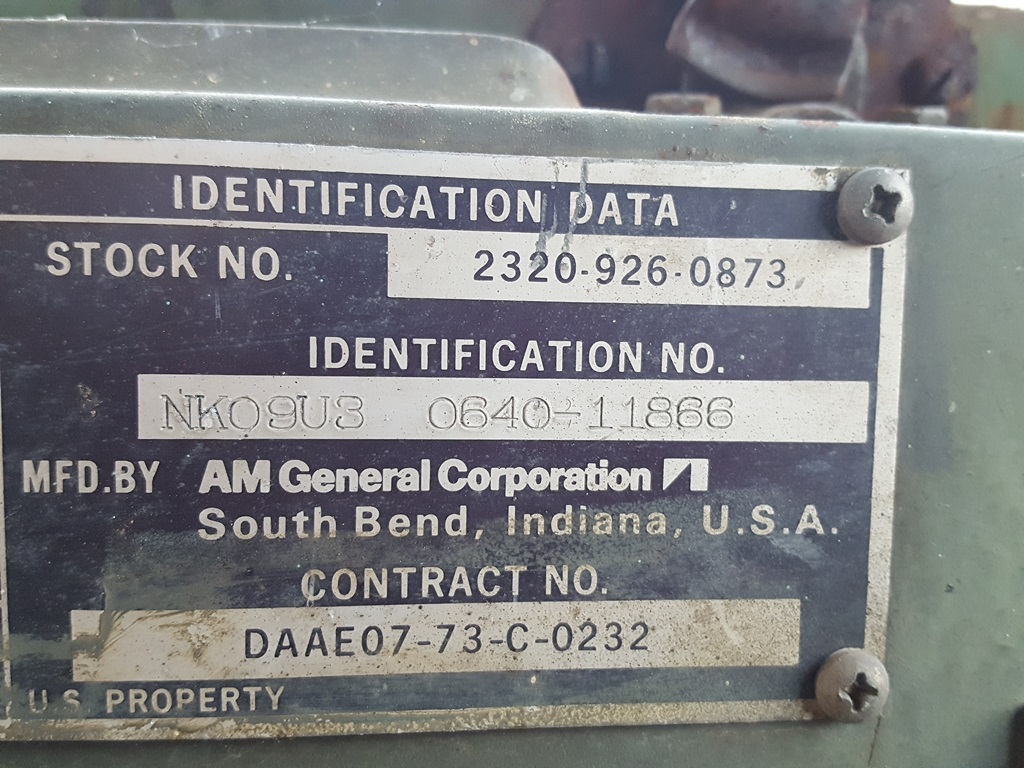 IDENTIFICATION DATA
STOCK NO. 2320-926-0873
IDENTIFICATION NO.
NK09U3 0640-11866
MFD.BY AM General Corporation
South Bend, Indiana, U.S.A.
CONTRACT NO.
DAAE07-73-C-0232
U.S. PROPERTY